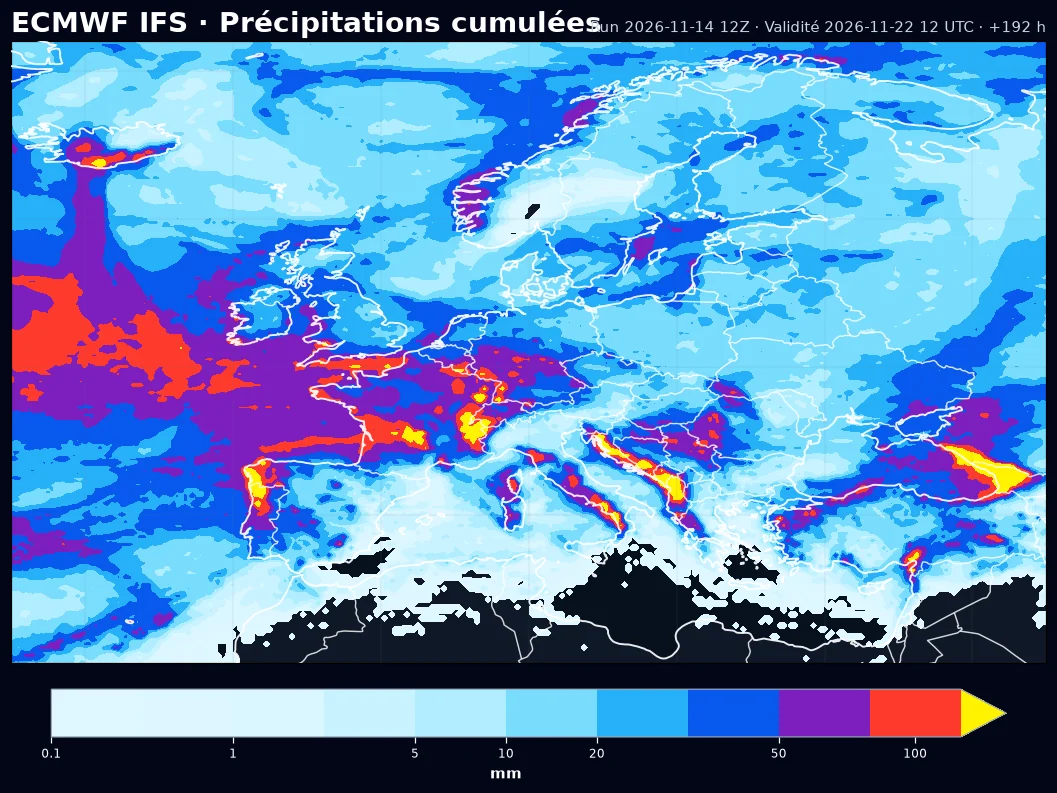 ECMWF IFS · Précipitations cumulées
Run 2026-11-14 12Z · Validité 2026-11-22 12 UTC · +192 h
0.1 1 5 10 20 50 100
mm